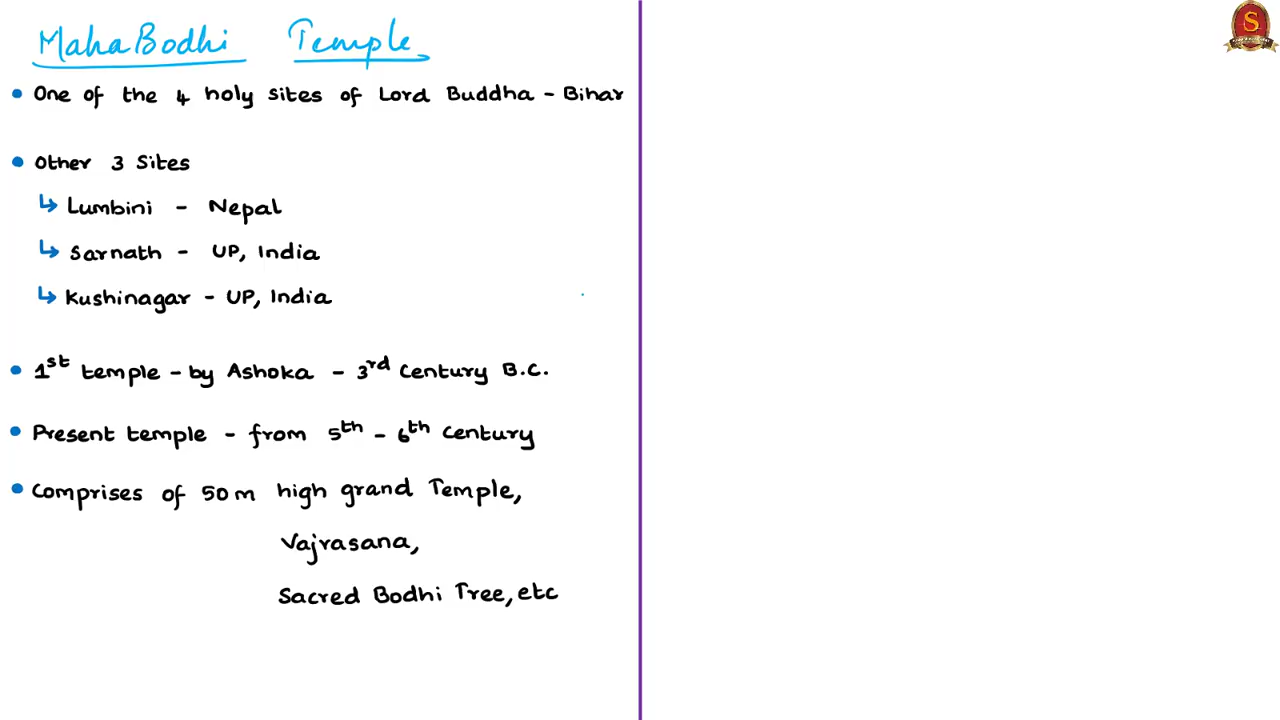 MahaBodhi Temple
• One of the 4 holy sites of Lord Buddha - Bihar
• Other 3 Sites
↳ Lumbini - Nepal
↳ Sarnath - UP, India
↳ Kushinagar - UP, India
• 1st temple - by Ashoka - 3rd Century B.C.
• Present temple - from 5th - 6th Century
• Comprises of 50m high grand Temple,
Vajrasana,
Sacred Bodhi Tree, etc
S